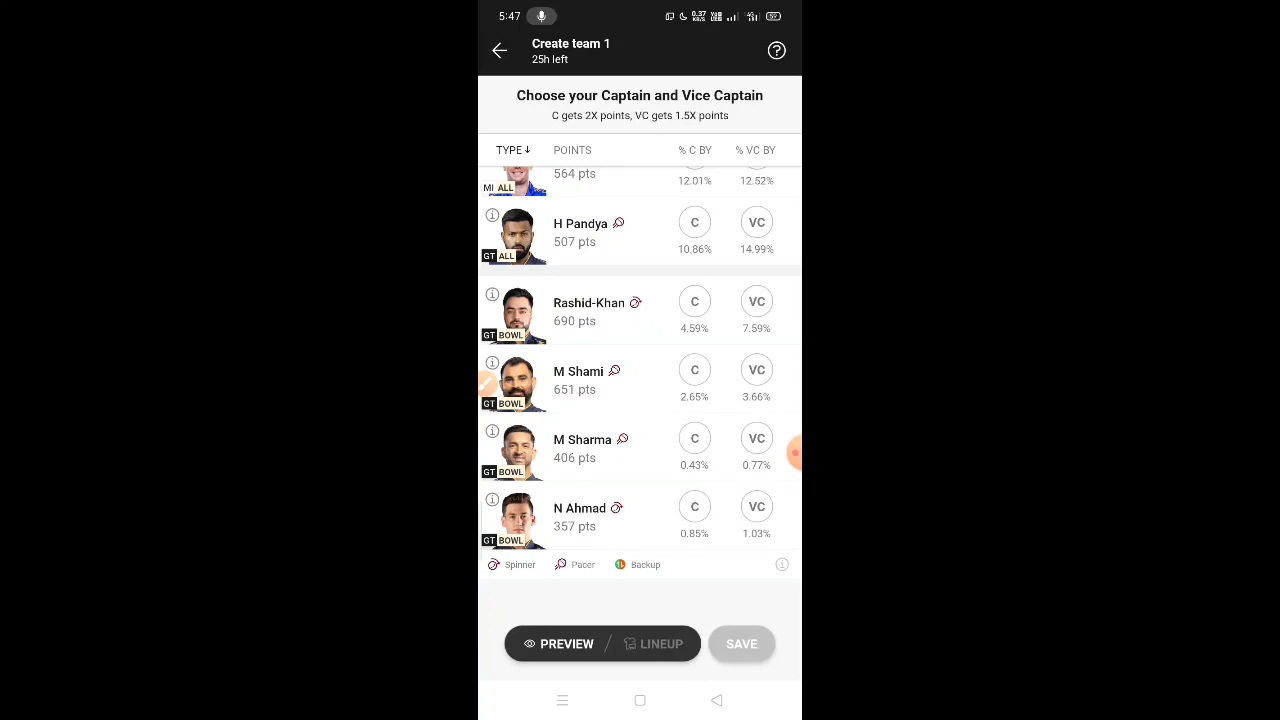 5:47
0.37 KB/S
4G
Create team 1
25h left
Choose your Captain and Vice Captain
C gets 2X points, VC gets 1.5X points
TYPE POINTS % C BY % VC BY
564 pts
MI ALL 12.01% 12.52%
H Pandya C VC
507 pts
GT ALL 10.86% 14.99%
Rashid-Khan C VC
690 pts
GT BOWL 4.59% 7.59%
M Shami C VC
651 pts
GT BOWL 2.65% 3.66%
M Sharma C VC
406 pts
GT BOWL 0.43% 0.77%
N Ahmad C VC
357 pts
GT BOWL 0.85% 1.03%
Spinner Pacer Backup
PREVIEW / LINEUP SAVE